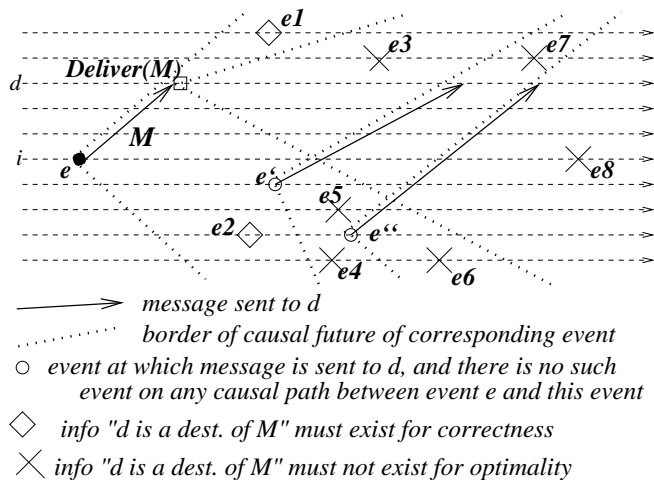 e1
e3
e7
Deliver(M)
d
M
i
e
e8
e‘
e5
e2
e‘‘
e4
e6
message sent to d
border of causal future of corresponding event
event at which message is sent to d, and there is no such
event on any causal path between event e and this event
info "d is a dest. of M" must exist for correctness
info "d is a dest. of M" must not exist for optimality